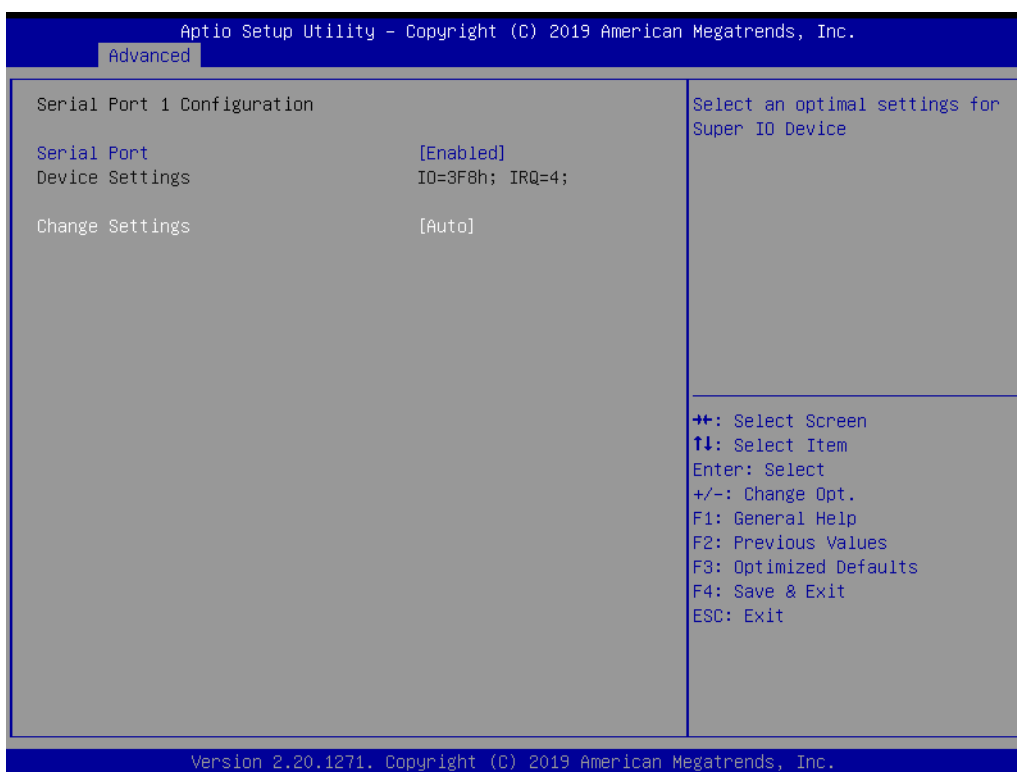 Aptio Setup Utility – Copyright (C) 2019 American Megatrends, Inc.
Advanced
Serial Port 1 Configuration
Serial Port [Enabled]
Device Settings IO=3F8h; IRQ=4;
Change Settings [Auto]
Select an optimal settings for
Super IO Device
→←: Select Screen
↑↓: Select Item
Enter: Select
+/-: Change Opt.
F1: General Help
F2: Previous Values
F3: Optimized Defaults
F4: Save & Exit
ESC: Exit
Version 2.20.1271. Copyright (C) 2019 American Megatrends, Inc.